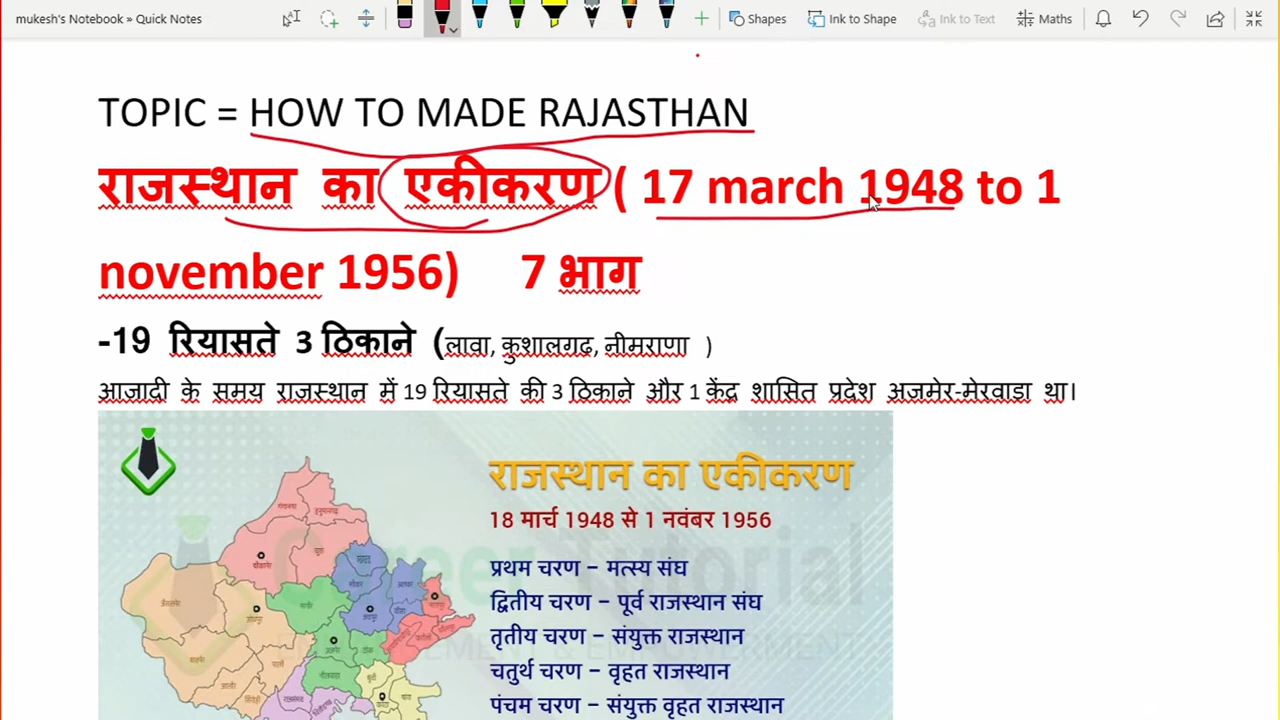 mukesh's Notebook » Quick Notes Shapes Ink to Shape Ink to Text Maths
TOPIC = HOW TO MADE RAJASTHAN
राजस्थान का एकीकरण ( 17 march 1948 to 1
november 1956) 7 भाग
-19 रियासते 3 ठिकाने (लावा, कुशालगढ, नीमराणा )
आजादी के समय राजस्थान में 19 रियासते की 3 ठिकाने और 1 केंद्र शासित प्रदेश अजमेर-मेरवाडा था।
राजस्थान का एकीकरण
18 मार्च 1948 से 1 नवंबर 1956
प्रथम चरण – मत्स्य संघ
द्वितीय चरण – पूर्व राजस्थान संघ
तृतीय चरण – संयुक्त राजस्थान
चतुर्थ चरण – वृहत राजस्थान
पंचम चरण – संयुक्त वृहत राजस्थान